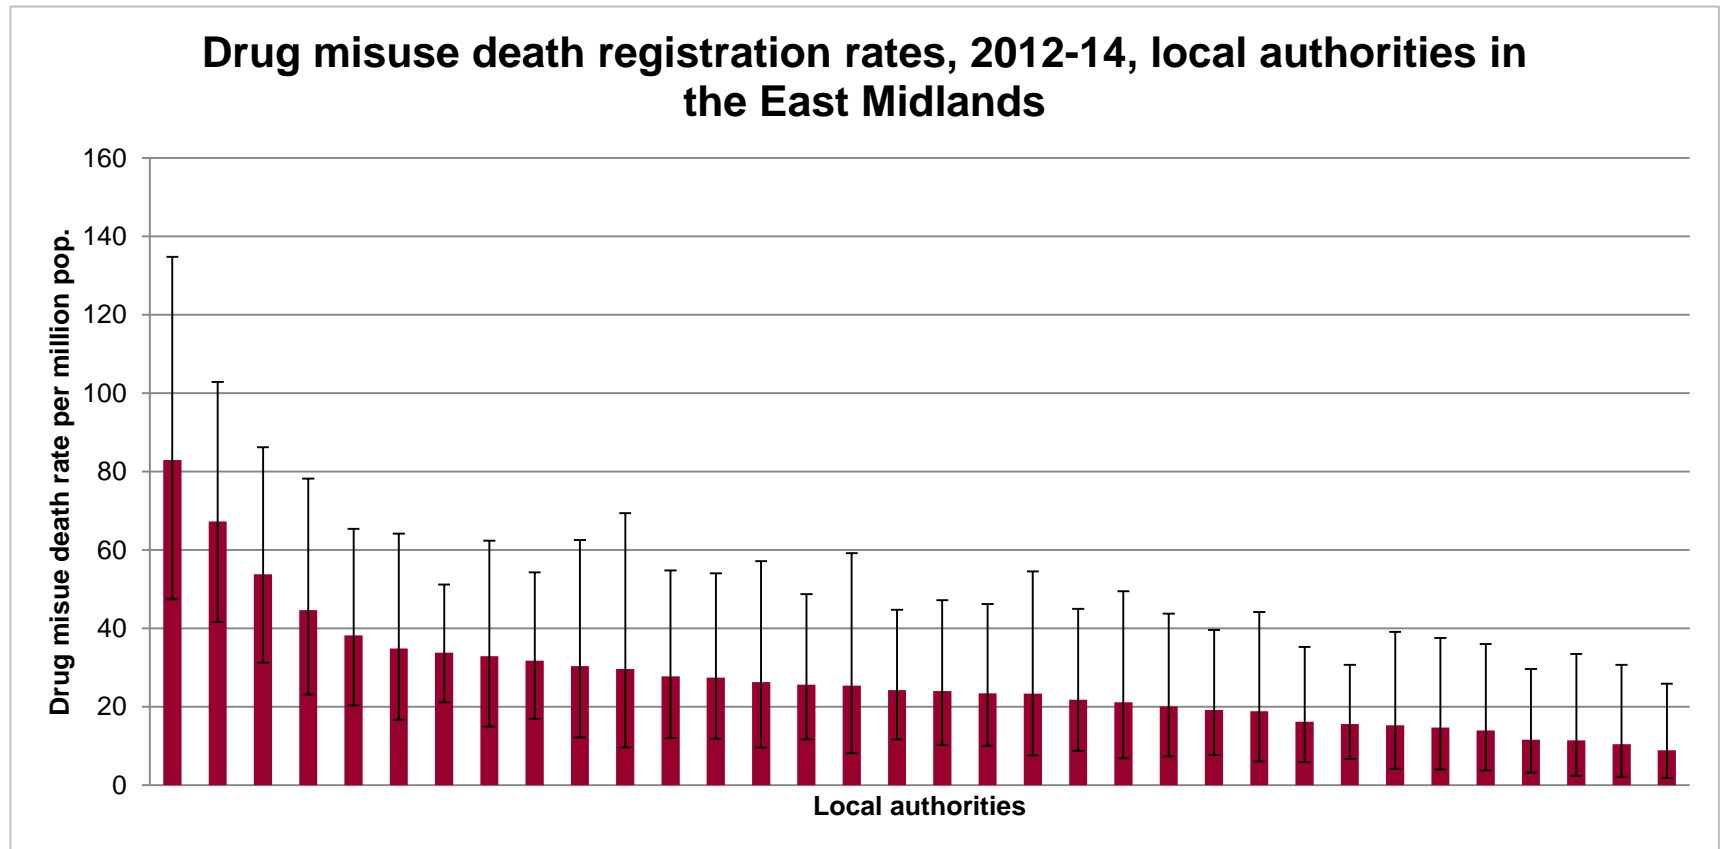 Drug misuse death registration rates, 2012-14, local authorities in
the East Midlands
Drug misue death rate per million pop.
160
140
120
100
80
60
40
20
0
Local authorities